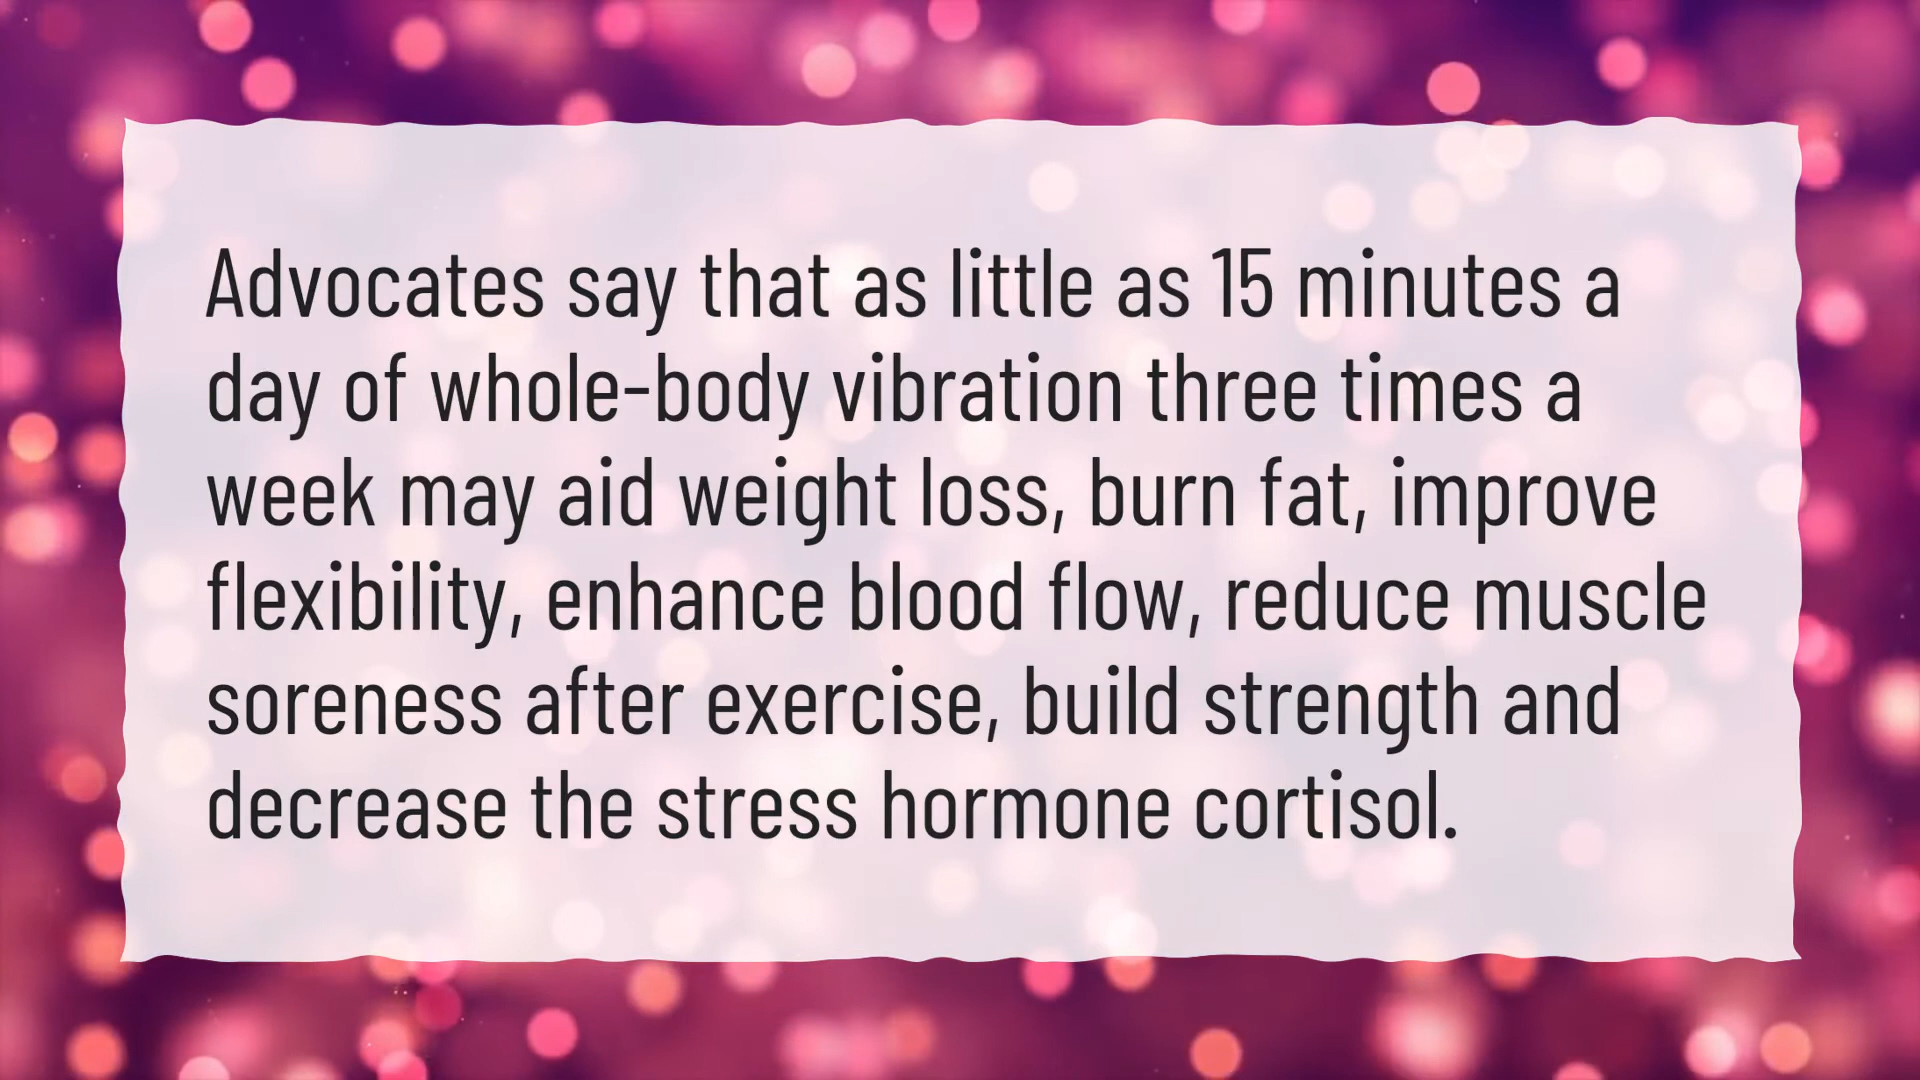 Advocates say that as little as 15 minutes a
day of whole-body vibration three times a
week may aid weight loss, burn fat, improve
flexibility, enhance blood flow, reduce muscle
soreness after exercise, build strength and
decrease the stress hormone cortisol.